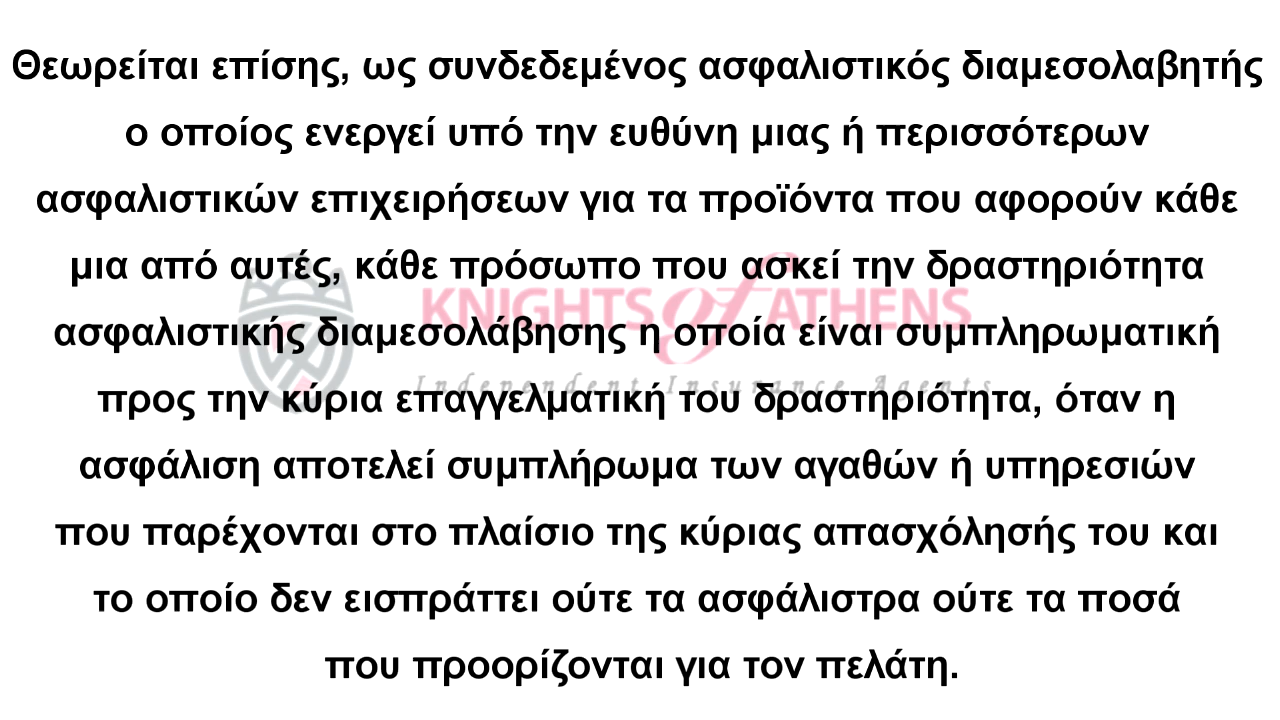 Θεωρείται επίσης, ως συνδεδεμένος ασφαλιστικός διαμεσολαβητής
ο οποίος ενεργεί υπό την ευθύνη μιας ή περισσότερων
ασφαλιστικών επιχειρήσεων για τα προϊόντα που αφορούν κάθε
μια από αυτές, κάθε πρόσωπο που ασκεί την δραστηριότητα
KNIGHTS of ATHENS
ασφαλιστικής διαμεσολάβησης η οποία είναι συμπληρωματική
Independent Insurance Agents
προς την κύρια επαγγελματική του δραστηριότητα, όταν η
ασφάλιση αποτελεί συμπλήρωμα των αγαθών ή υπηρεσιών
που παρέχονται στο πλαίσιο της κύριας απασχόλησής του και
το οποίο δεν εισπράττει ούτε τα ασφάλιστρα ούτε τα ποσά
που προορίζονται για τον πελάτη.